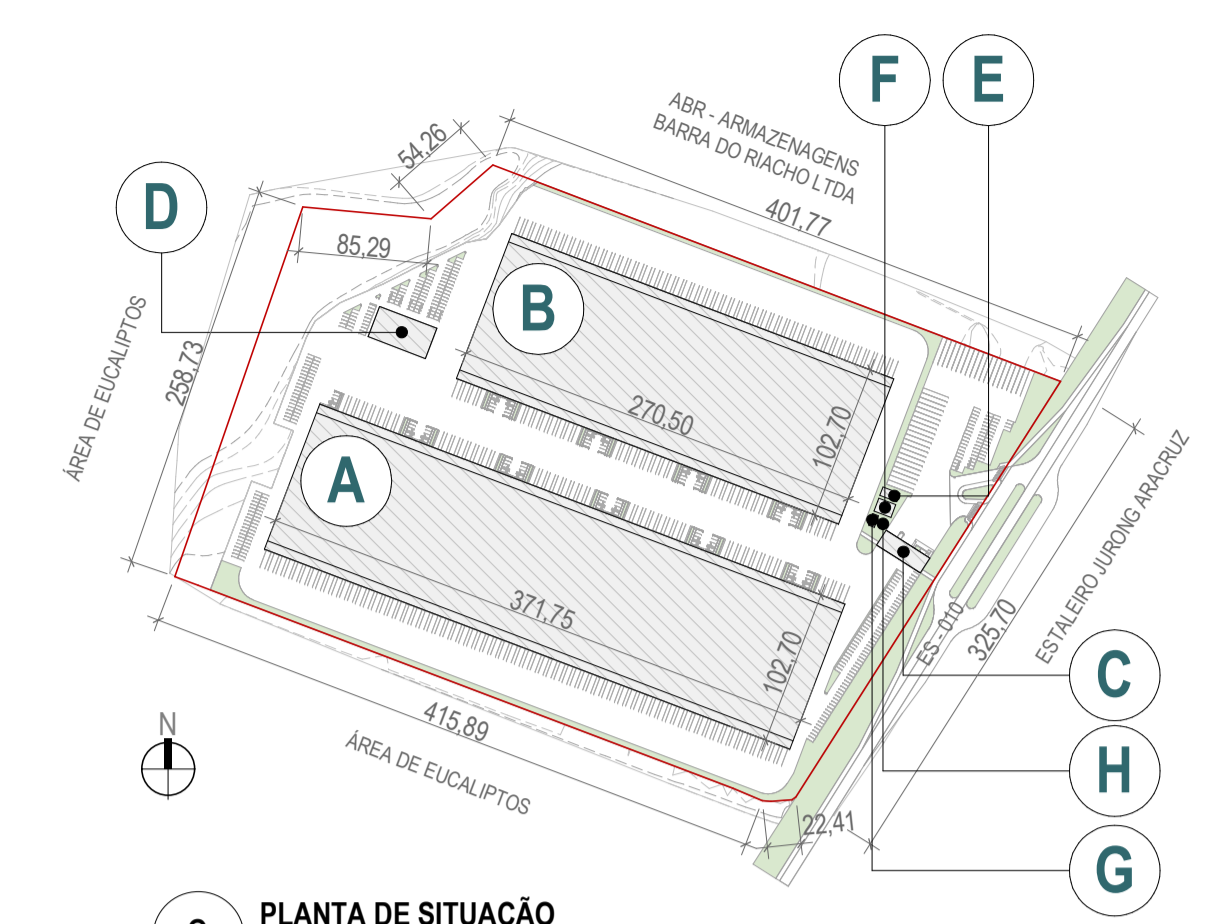 F
E
ABR - ARMAZENAGENS
BARRA DO RIACHO LTDA
54,26
401,77
D
85,29
B
ÁREA DE EUCALIPTOS
258,73
270,50
102,70
A
371,75
102,70
ES - 010
325,70
ESTALEIRO JURONG ARACRUZ
C
415,89
N
ÁREA DE EUCALIPTOS
H
22,41
G
PLANTA DE SITUAÇÃO